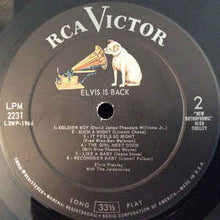 RCA VICTOR
ELVIS IS BACK
LPM
2231
L2WP-1964
2
"NEW
ORTHOPHONIC"
HIGH
FIDELITY
1-SOLDIER BOY (David Jones-Theodore Williams Jr.)
2-SUCH A NIGHT (Lincoln Chase)
3-IT FEELS SO RIGHT
(Fred Wise-Ben Weisman)
4-THE GIRL NEXT DOOR
(Bill Rice-Thomas Wayne)
5-LIKE A BABY (Jesse Stone)
6-RECONSIDER BABY (Lowell Fulson)
Elvis Presley
With The Jordanaires
LONG 33⅓ PLAY